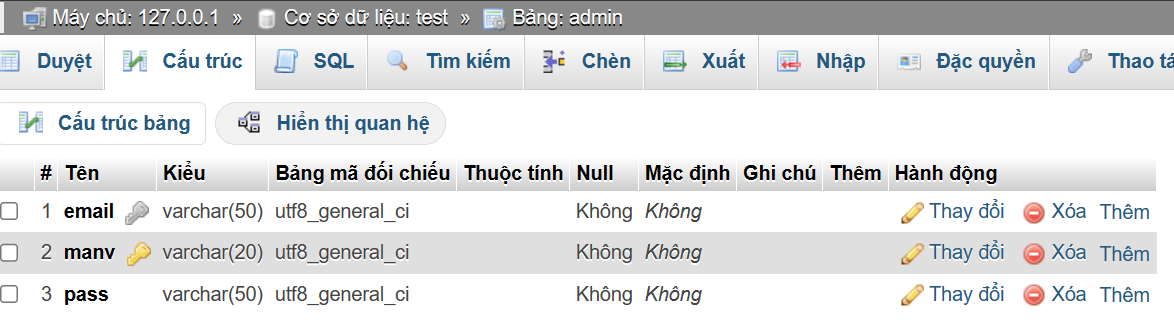 Máy chủ: 127.0.0.1 » Cơ sở dữ liệu: test » Bảng: admin
Duyệt Cấu trúc SQL Tìm kiếm Chèn Xuất Nhập Đặc quyền Thao tá
Cấu trúc bảng Hiển thị quan hệ
# Tên Kiểu Bảng mã đối chiếu Thuộc tính Null Mặc định Ghi chú Thêm Hành động
1 email varchar(50) utf8_general_ci Không Không Thay đổi Xóa Thêm
2 manv varchar(20) utf8_general_ci Không Không Thay đổi Xóa Thêm
3 pass varchar(50) utf8_general_ci Không Không Thay đổi Xóa Thêm